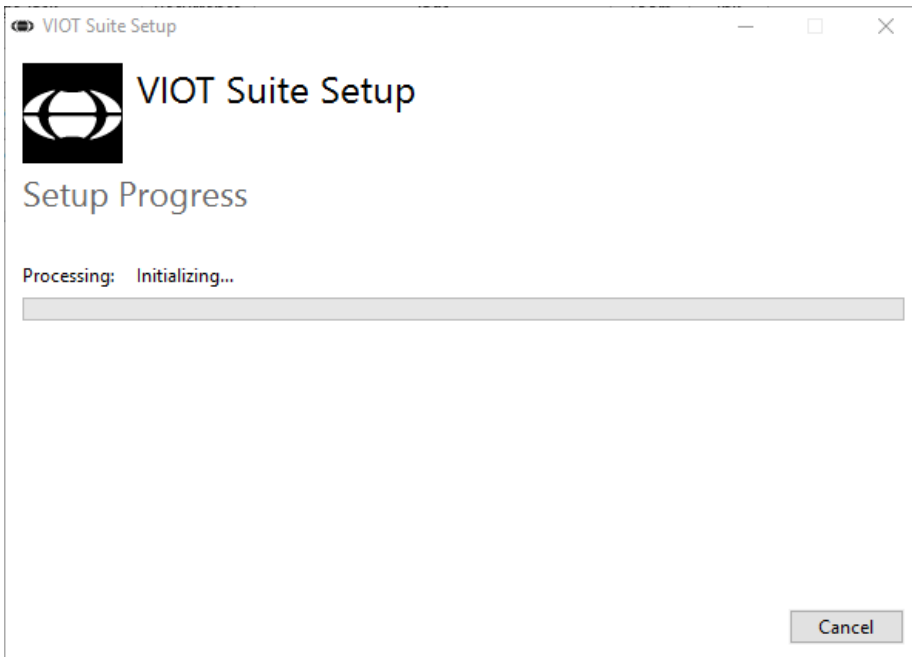 VIOT Suite Setup
VIOT Suite Setup
Setup Progress
Processing: Initializing...
Cancel